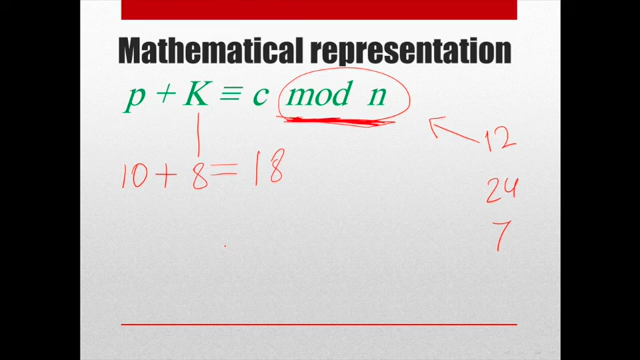 Mathematical representation
p + K ≡ c mod n
10 + 8 = 18
12
24
7